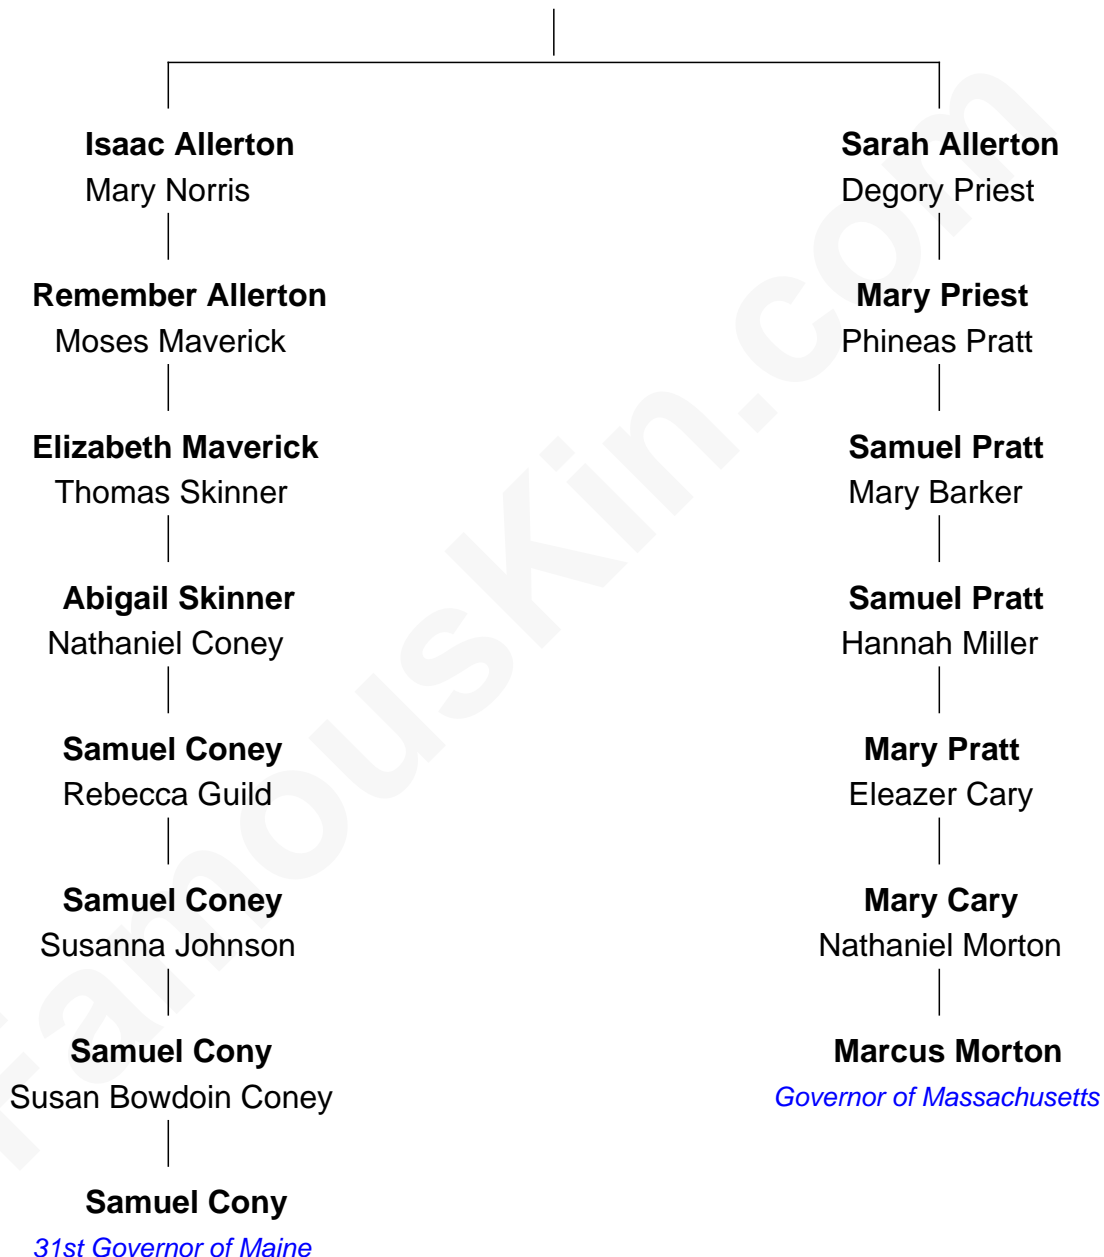 Isaac Allerton
Mary Norris
Sarah Allerton
Degory Priest
Remember Allerton
Moses Maverick
Mary Priest
Phineas Pratt
Elizabeth Maverick
Thomas Skinner
Samuel Pratt
Mary Barker
Abigail Skinner
Nathaniel Coney
Samuel Pratt
Hannah Miller
Samuel Coney
Rebecca Guild
Mary Pratt
Eleazer Cary
Samuel Coney
Susanna Johnson
Mary Cary
Nathaniel Morton
Samuel Cony
Susan Bowdoin Coney
Marcus Morton
Governor of Massachusetts
Samuel Cony
31st Governor of Maine
FamousKin.com